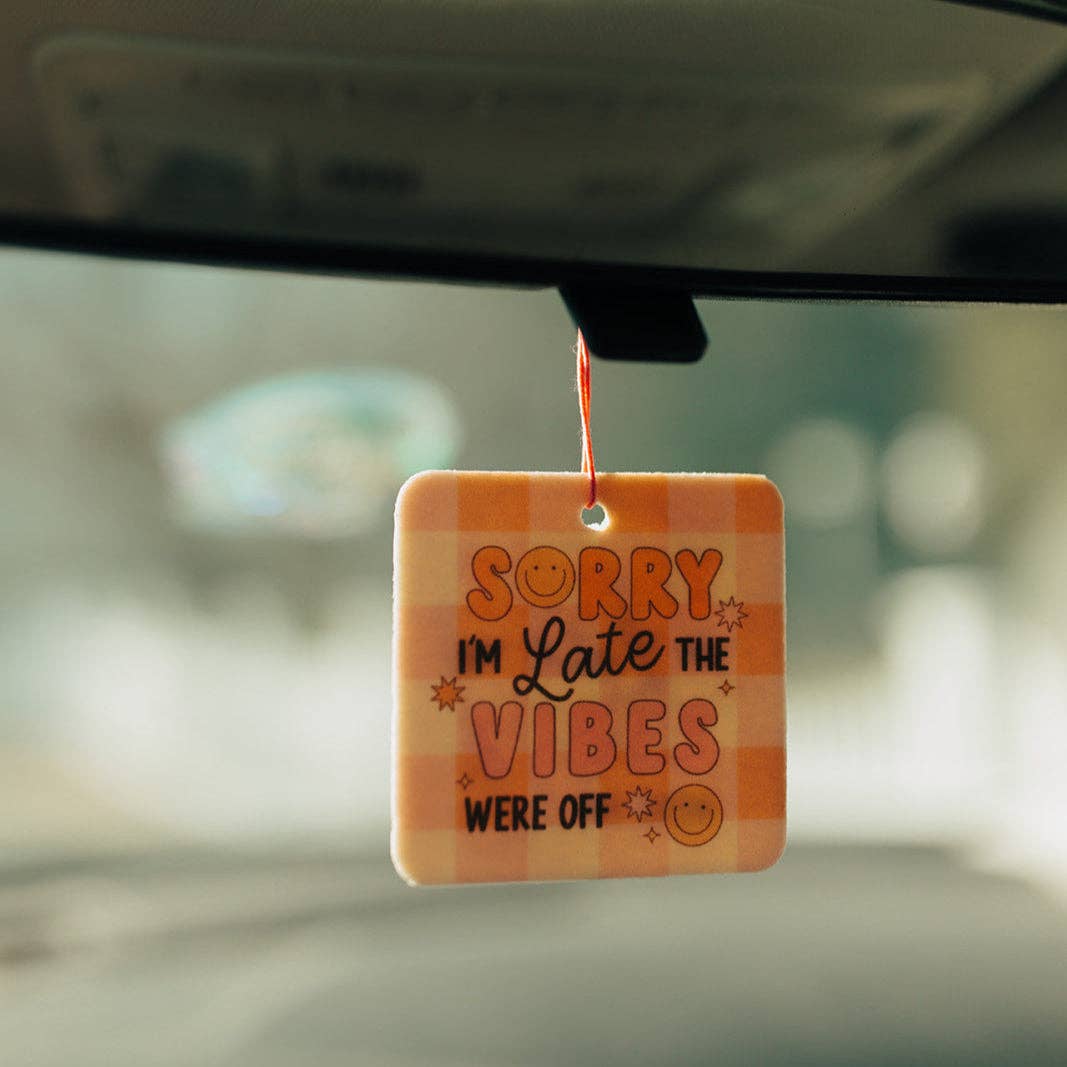 SORRY
I'M Late THE
VIBES
WERE OFF